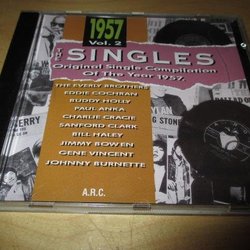 1957
Vol. 2
THE SINGLES
Original Single Compilation
Of The Year 1957.
THE EVERLY BROTHERS
EDDIE COCHRAN
BUDDY HOLLY
PAUL ANKA
CHARLIE CRACIE
SANFORD CLARK
BILL HALEY
JIMMY BOWEN
GENE VINCENT
JOHNNY BURNETTE
A.R.C.